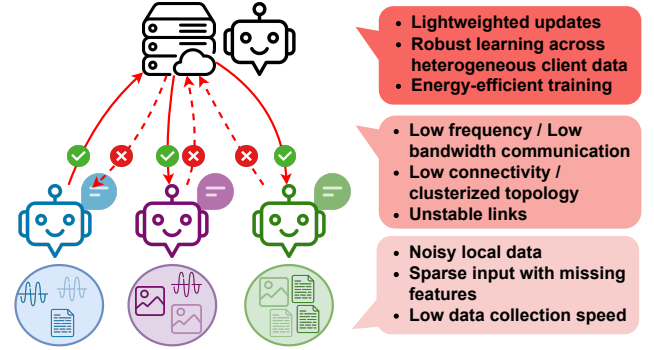 • Lightweighted updates
• Robust learning across
heterogeneous client data
• Energy-efficient training
• Low frequency / Low
bandwidth communication
• Low connectivity /
clusterized topology
• Unstable links
• Noisy local data
• Sparse input with missing
features
• Low data collection speed